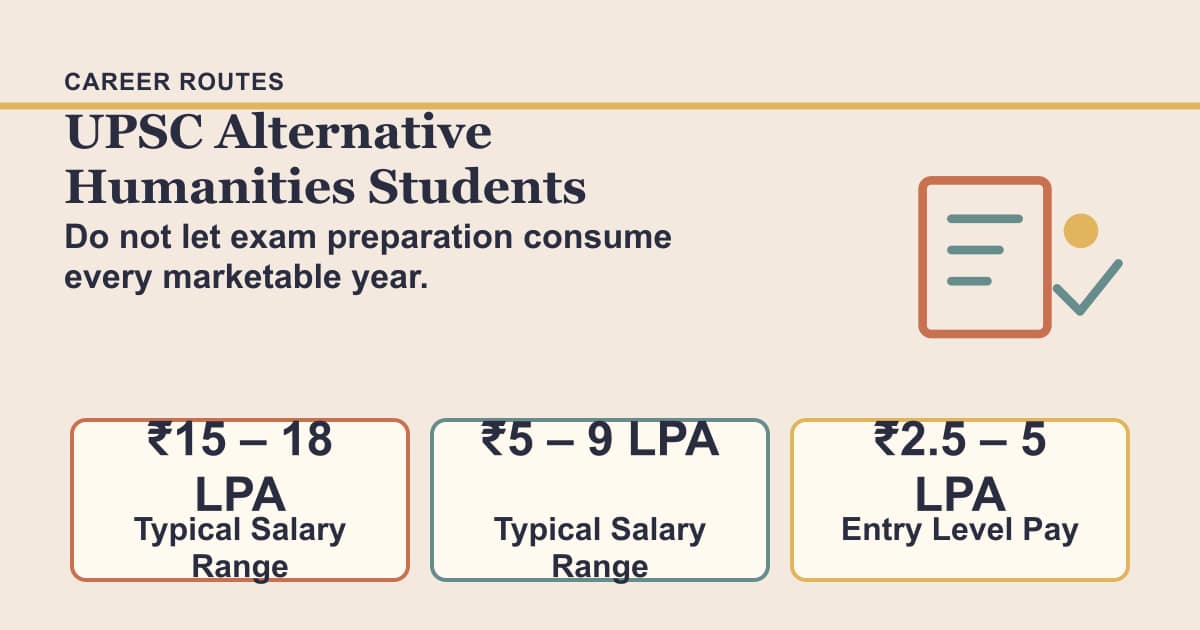 CAREER ROUTES
UPSC Alternative
Humanities Students
Do not let exam preparation consume
every marketable year.
₹15 – 18
LPA
Typical Salary
Range
₹5 – 9 LPA
Typical Salary
Range
₹2.5 – 5
LPA
Entry Level Pay